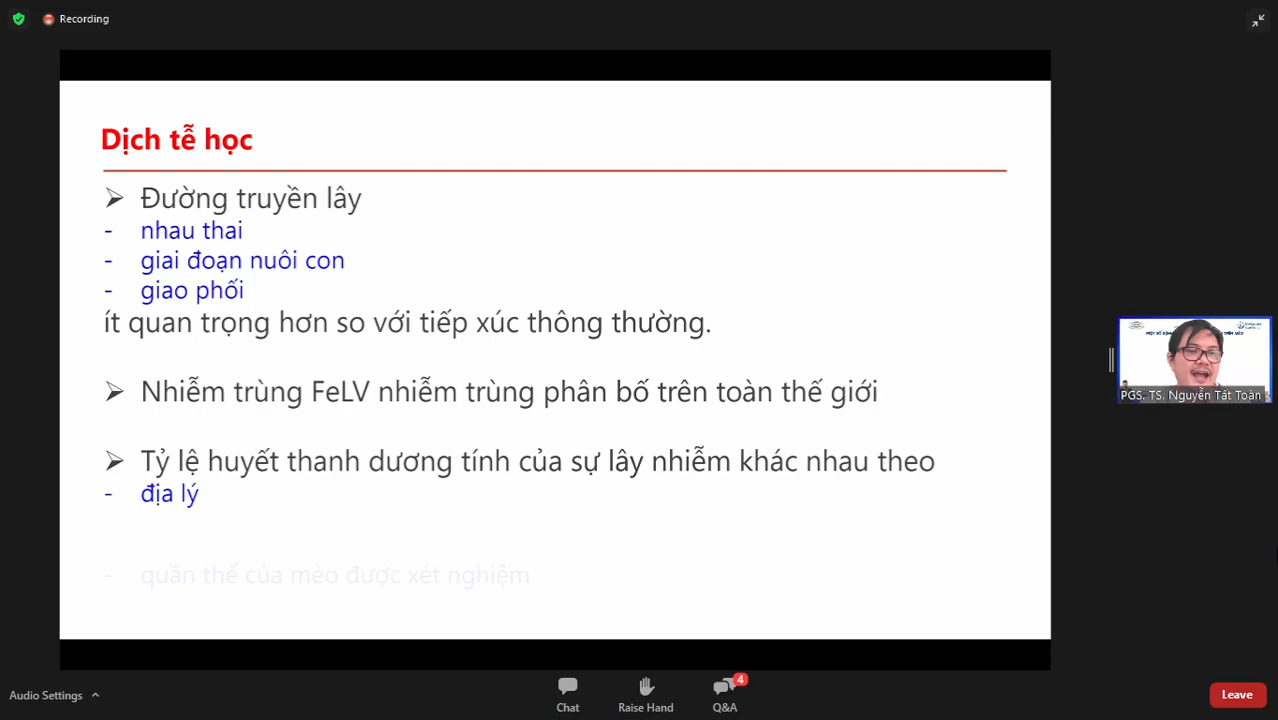 Recording
Dịch tễ học
➢ Đường truyền lây
- nhau thai
- giai đoạn nuôi con
- giao phối
ít quan trọng hơn so với tiếp xúc thông thường.
➢ Nhiễm trùng FeLV nhiễm trùng phân bố trên toàn thế giới
➢ Tỷ lệ huyết thanh dương tính của sự lây nhiễm khác nhau theo
- địa lý
- quần thể của mèo được xét nghiệm
PGS. TS. Nguyễn Tất Toàn
Audio Settings
Chat
Raise Hand
4
Q&A
Leave